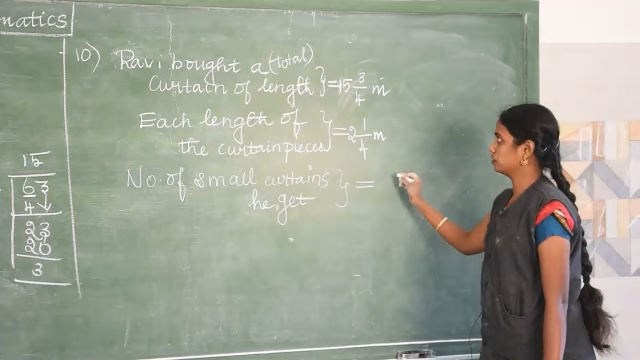 matics
10) Ravi bought a (total)
Curtain of length } = 15 3/4 m
Each length of
the curtain pieces } = 2 1/4 m
No. of small curtains
he get } =
15
63
4
23
20
3